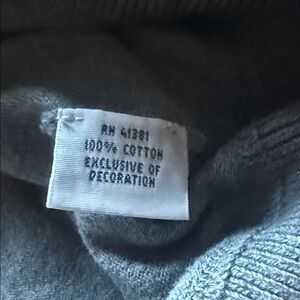 RN 41381
100% COTTON
EXCLUSIVE OF
DECORATION